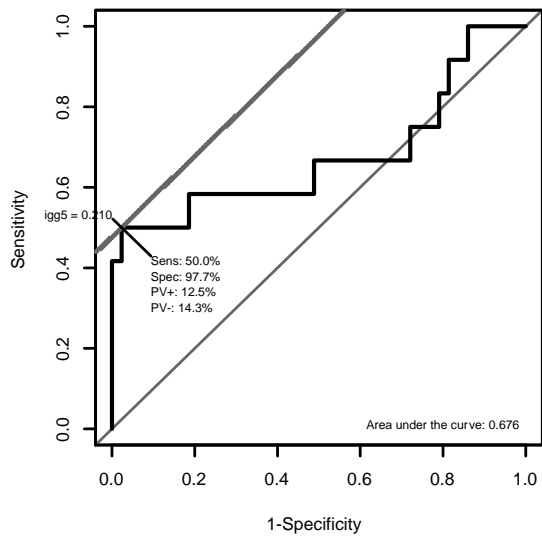 1.0
0.8
0.6
0.4
0.2
0.0
Sensitivity
igg5 = 0.210
Sens: 50.0%
Spec: 97.7%
PV+: 12.5%
PV-: 14.3%
Area under the curve: 0.676
0.0 0.2 0.4 0.6 0.8 1.0
1-Specificity